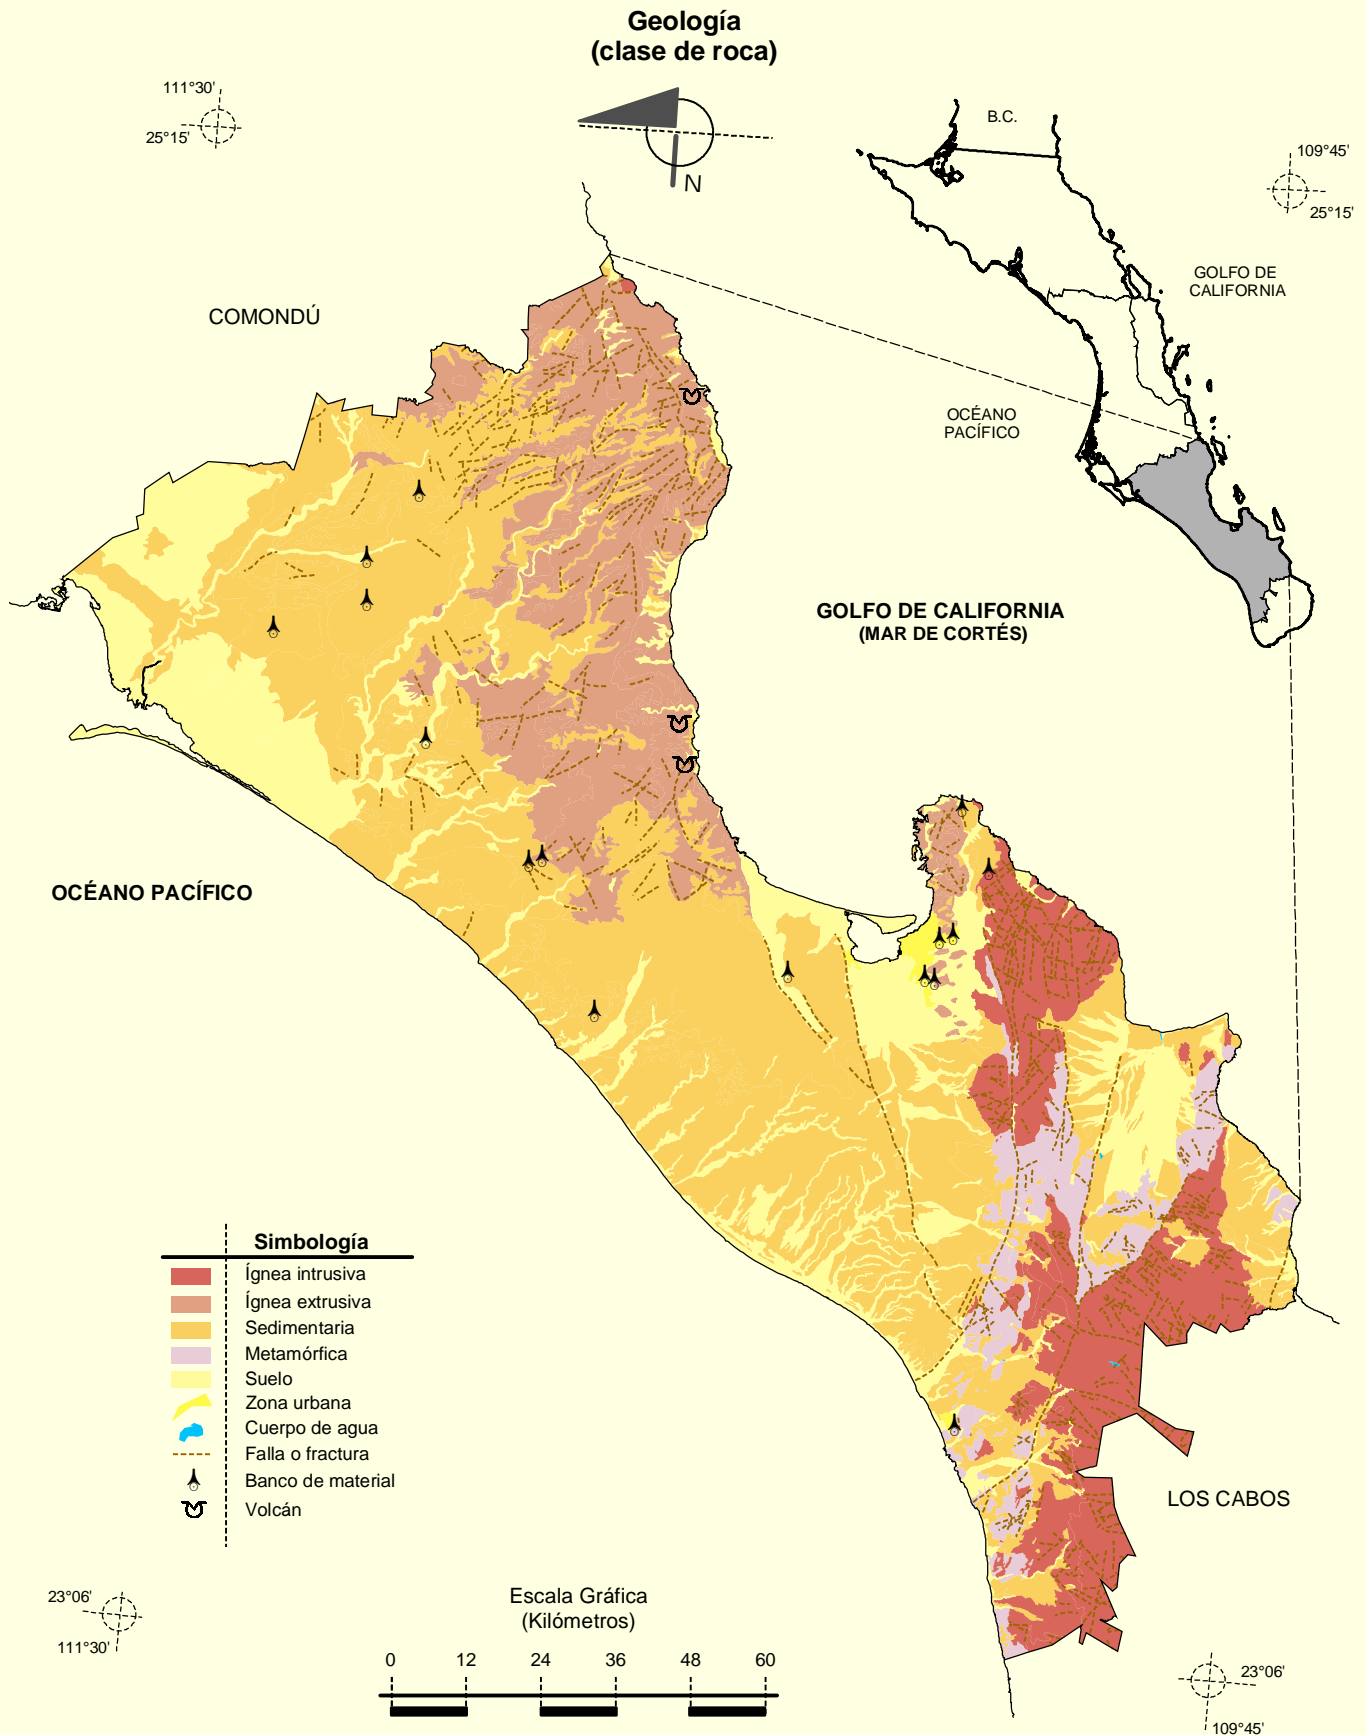 Geología
(clase de roca)
111°30'
25°15'
N
B.C.
109°45'
25°15'
GOLFO DE
CALIFORNIA
COMONDÚ
OCÉANO
PACÍFICO
GOLFO DE CALIFORNIA
(MAR DE CORTÉS)
OCÉANO PACÍFICO
Simbología
Ígnea intrusiva
Ígnea extrusiva
Sedimentaria
Metamórfica
Suelo
Zona urbana
Cuerpo de agua
Falla o fractura
Banco de material
Volcán
LOS CABOS
23°06'
111°30'
Escala Gráfica
(Kilómetros)
0 12 24 36 48 60
23°06'
109°45'